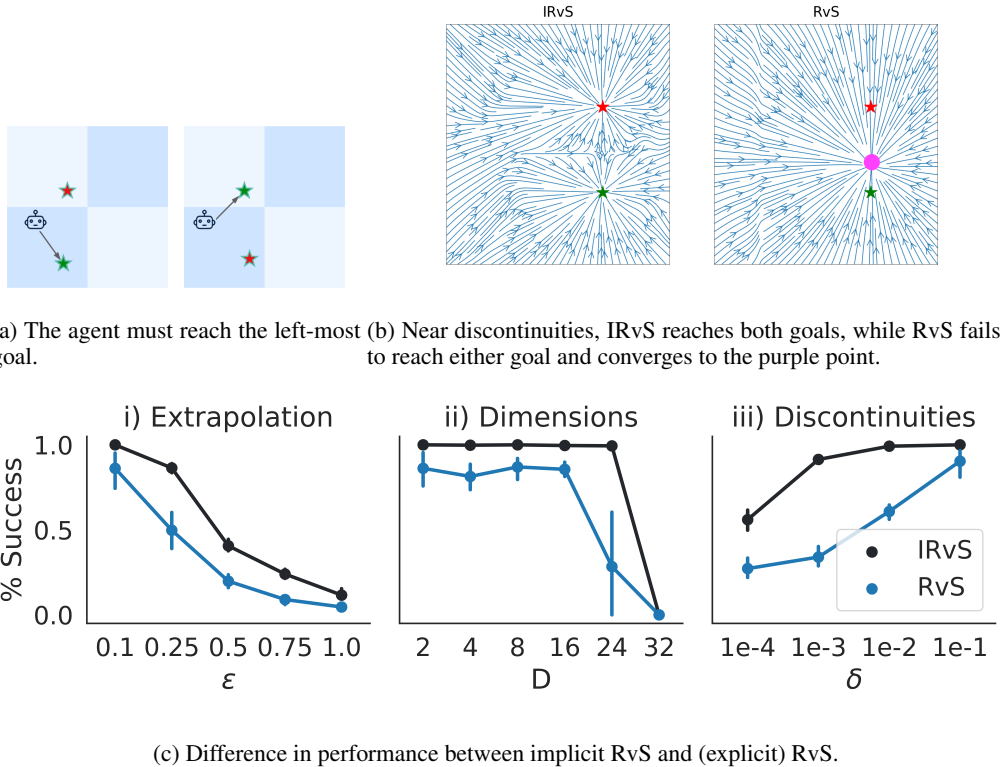 IRvS
RvS
a) The agent must reach the left-most
goal.
(b) Near discontinuities, IRvS reaches both goals, while RvS fails
to reach either goal and converges to the purple point.
i) Extrapolation
ii) Dimensions
iii) Discontinuities
% Success
1.0
0.5
0.0
0.1 0.25 0.5 0.75 1.0
ε
2 4 8 16 24 32
D
1e-4 1e-3 1e-2 1e-1
δ
IRvS
RvS
(c) Difference in performance between implicit RvS and (explicit) RvS.